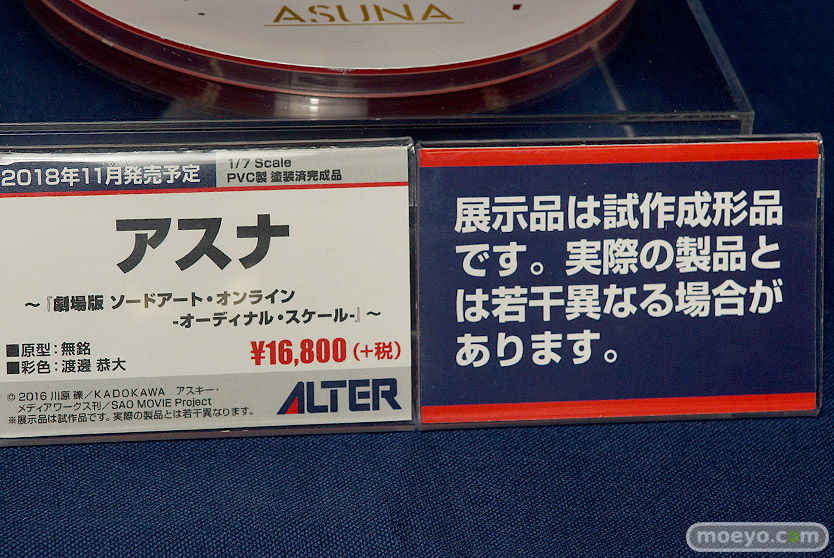 ASUNA
2018年11月発売予定
1/7 Scale
PVC製 塗装済完成品
アスナ
～『劇場版 ソードアート・オンライン
-オーディナル・スケール-』～
■原型:無銘
■彩色:渡邊 恭大
¥16,800(+税)
© 2016 川原 礫／KADOKAWA アスキー・
メディアワークス刊／SAO MOVIE Project
※展示品は試作品です。実際の製品とは若干異なります。
ALTER
展示品は試作成形品
です。実際の製品と
は若干異なる場合が
あります。
moeyo.com